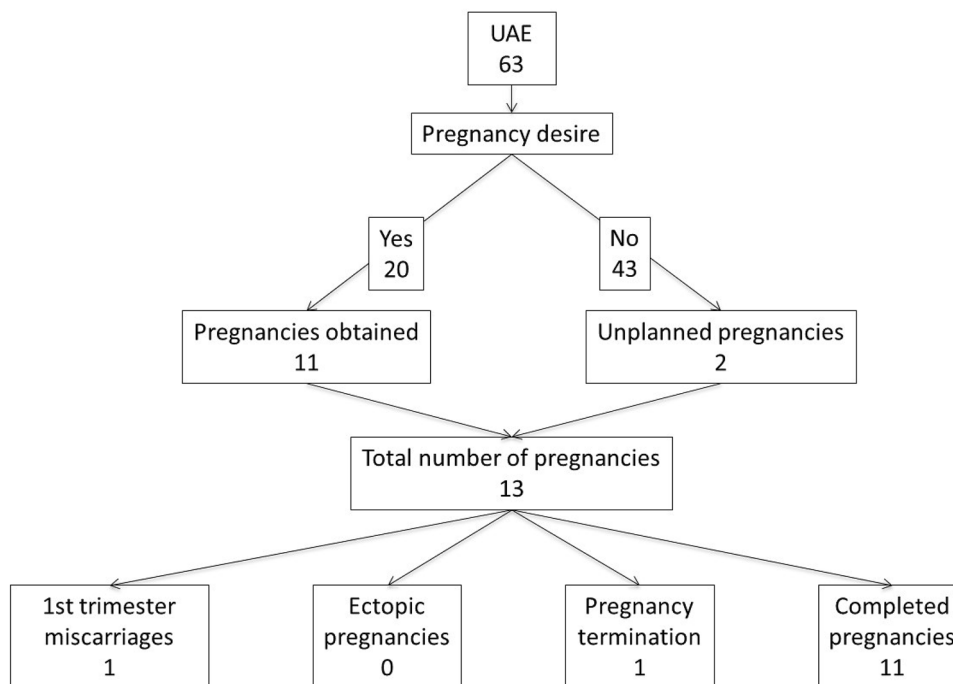 UAE
63
Pregnancy desire
Yes
20
No
43
Pregnancies obtained
11
Unplanned pregnancies
2
Total number of pregnancies
13
1st trimester
miscarriages
1
Ectopic
pregnancies
0
Pregnancy
termination
1
Completed
pregnancies
11